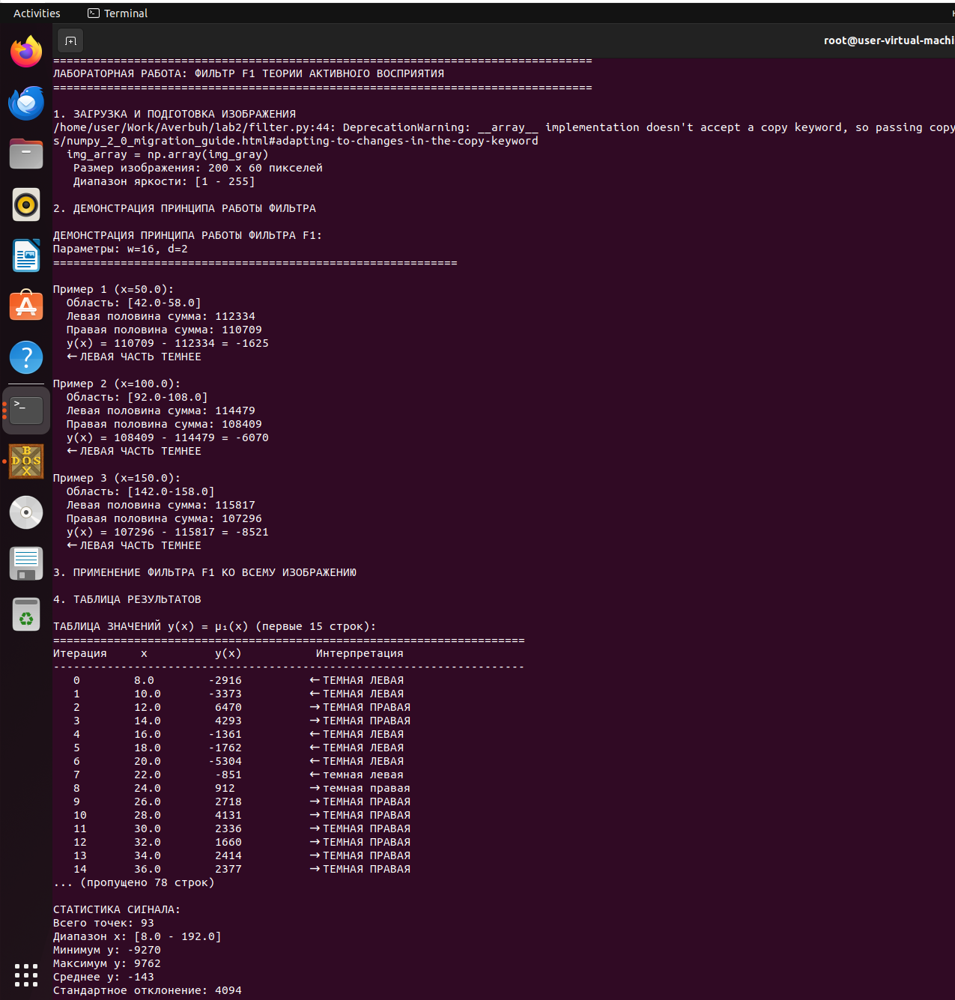 Activities Terminal
root@user-virtual-machi
================================================================================
ЛАБОРАТОРНАЯ РАБОТА: ФИЛЬТР F1 ТЕОРИИ АКТИВНОГО ВОСПРИЯТИЯ
================================================================================
1. ЗАГРУЗКА И ПОДГОТОВКА ИЗОБРАЖЕНИЯ
/home/user/Work/Averbuh/lab2/filter.py:44: DeprecationWarning: __array__ implementation doesn't accept a copy keyword, so passing copy
s/numpy_2_0_migration_guide.html#adapting-to-changes-in-the-copy-keyword
img_array = np.array(img_gray)
Размер изображения: 200 x 60 пикселей
Диапазон яркости: [1 - 255]
2. ДЕМОНСТРАЦИЯ ПРИНЦИПА РАБОТЫ ФИЛЬТРА
ДЕМОНСТРАЦИЯ ПРИНЦИПА РАБОТЫ ФИЛЬТРА F1:
Параметры: w=16, d=2
============================================================
Пример 1 (x=50.0):
Область: [42.0-58.0]
Левая половина сумма: 112334
Правая половина сумма: 110709
y(x) = 110709 - 112334 = -1625
← ЛЕВАЯ ЧАСТЬ ТЕМНЕЕ
Пример 2 (x=100.0):
Область: [92.0-108.0]
Левая половина сумма: 114479
Правая половина сумма: 108409
y(x) = 108409 - 114479 = -6070
← ЛЕВАЯ ЧАСТЬ ТЕМНЕЕ
Пример 3 (x=150.0):
Область: [142.0-158.0]
Левая половина сумма: 115817
Правая половина сумма: 107296
y(x) = 107296 - 115817 = -8521
← ЛЕВАЯ ЧАСТЬ ТЕМНЕЕ
3. ПРИМЕНЕНИЕ ФИЛЬТРА F1 КО ВСЕМУ ИЗОБРАЖЕНИЮ
4. ТАБЛИЦА РЕЗУЛЬТАТОВ
ТАБЛИЦА ЗНАЧЕНИЙ y(x) = μ₁(x) (первые 15 строк):
======================================================================
Итерация x y(x) Интерпретация
----------------------------------------------------------------------
0 8.0 -2916 ← ТЕМНАЯ ЛЕВАЯ
1 10.0 -3373 ← ТЕМНАЯ ЛЕВАЯ
2 12.0 6470 → ТЕМНАЯ ПРАВАЯ
3 14.0 4293 → ТЕМНАЯ ПРАВАЯ
4 16.0 -1361 ← ТЕМНАЯ ЛЕВАЯ
5 18.0 -1762 ← ТЕМНАЯ ЛЕВАЯ
6 20.0 -5304 ← ТЕМНАЯ ЛЕВАЯ
7 22.0 -851 ← темная левая
8 24.0 912 → темная правая
9 26.0 2718 → ТЕМНАЯ ПРАВАЯ
10 28.0 4131 → ТЕМНАЯ ПРАВАЯ
11 30.0 2336 → ТЕМНАЯ ПРАВАЯ
12 32.0 1660 → ТЕМНАЯ ПРАВАЯ
13 34.0 2414 → ТЕМНАЯ ПРАВАЯ
14 36.0 2377 → ТЕМНАЯ ПРАВАЯ
... (пропущено 78 строк)
СТАТИСТИКА СИГНАЛА:
Всего точек: 93
Диапазон x: [8.0 - 192.0]
Минимум y: -9270
Максимум y: 9762
Среднее y: -143
Стандартное отклонение: 4094